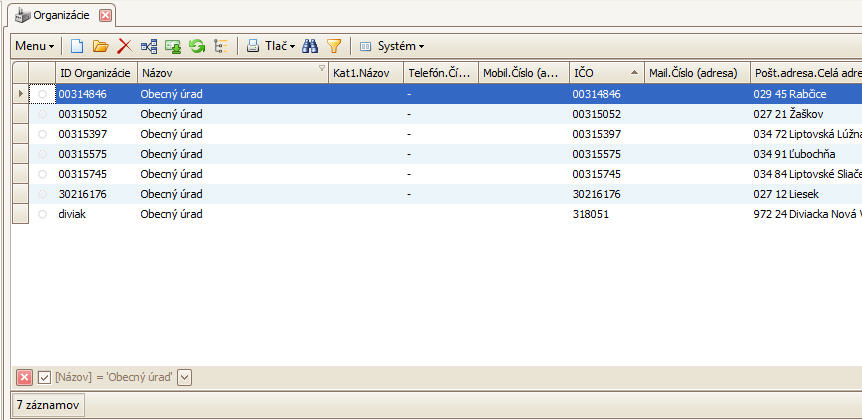 Organizácie
Menu Tlač Systém
ID Organizácie Názov Kat1.Názov Telefón.Čí... Mobil.Číslo (a... IČO Mail.Číslo (adresa) Pošt.adresa.Celá adre
00314846 Obecný úrad - 00314846 029 45 Rabčice
00315052 Obecný úrad - 00315052 027 21 Žaškov
00315397 Obecný úrad - 00315397 034 72 Liptovská Lúžna
00315575 Obecný úrad - 00315575 034 91 Ľubochňa
00315745 Obecný úrad - 00315745 034 84 Liptovské Sliače
30216176 Obecný úrad - 30216176 027 12 Liesek
diviak Obecný úrad 318051 972 24 Diviacka Nová V
[Názov] = 'Obecný úrad'
7 záznamov